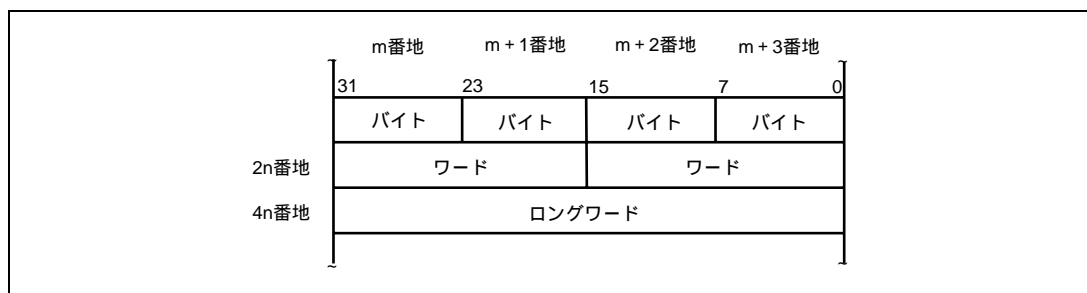 m番地 m + 1番地 m + 2番地 m + 3番地
31 23 15 7 0
バイト バイト バイト バイト
2n番地 ワード ワード
4n番地 ロングワード